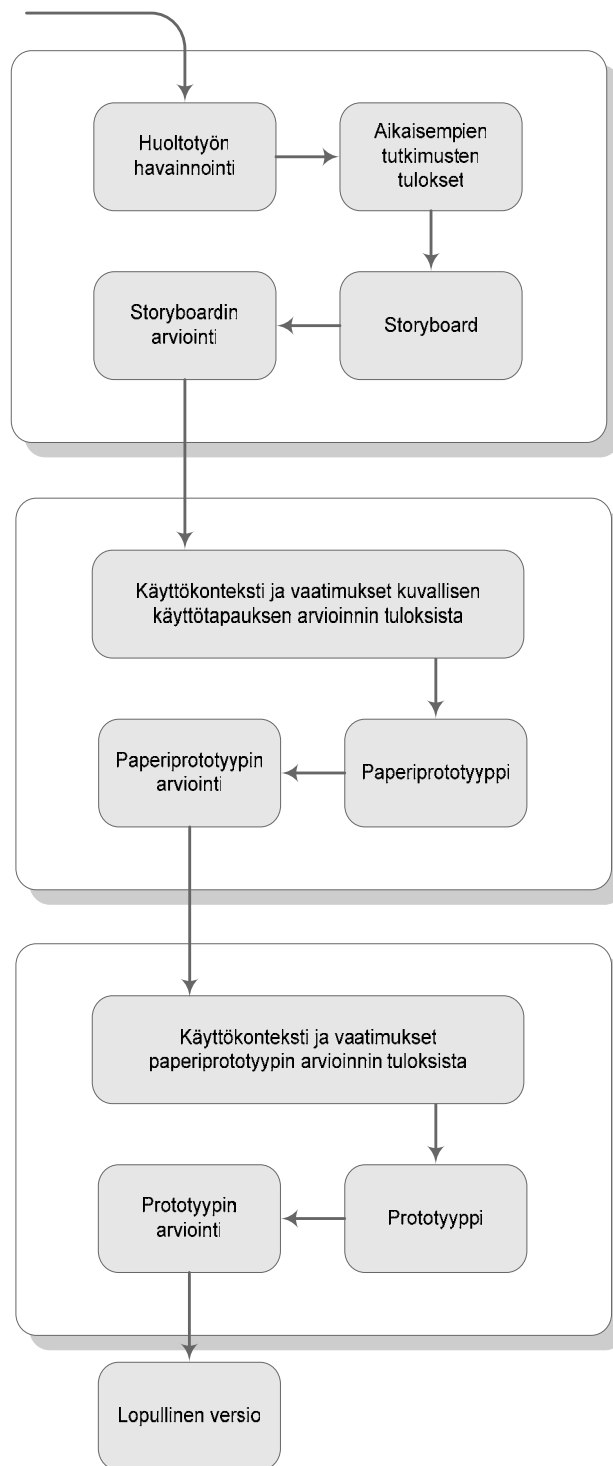 Huoltotyön
havainnointi
Aikaisempien
tutkimusten
tulokset
Storyboardin
arviointi
Storyboard
Käyttökonteksti ja vaatimukset kuvallisen
käyttötapauksen arvioinnin tuloksista
Paperiprototyypin
arviointi
Paperiprototyyppi
Käyttökonteksti ja vaatimukset
paperiprototyypin arvioinnin tuloksista
Prototyypin
arviointi
Prototyyppi
Lopullinen versio